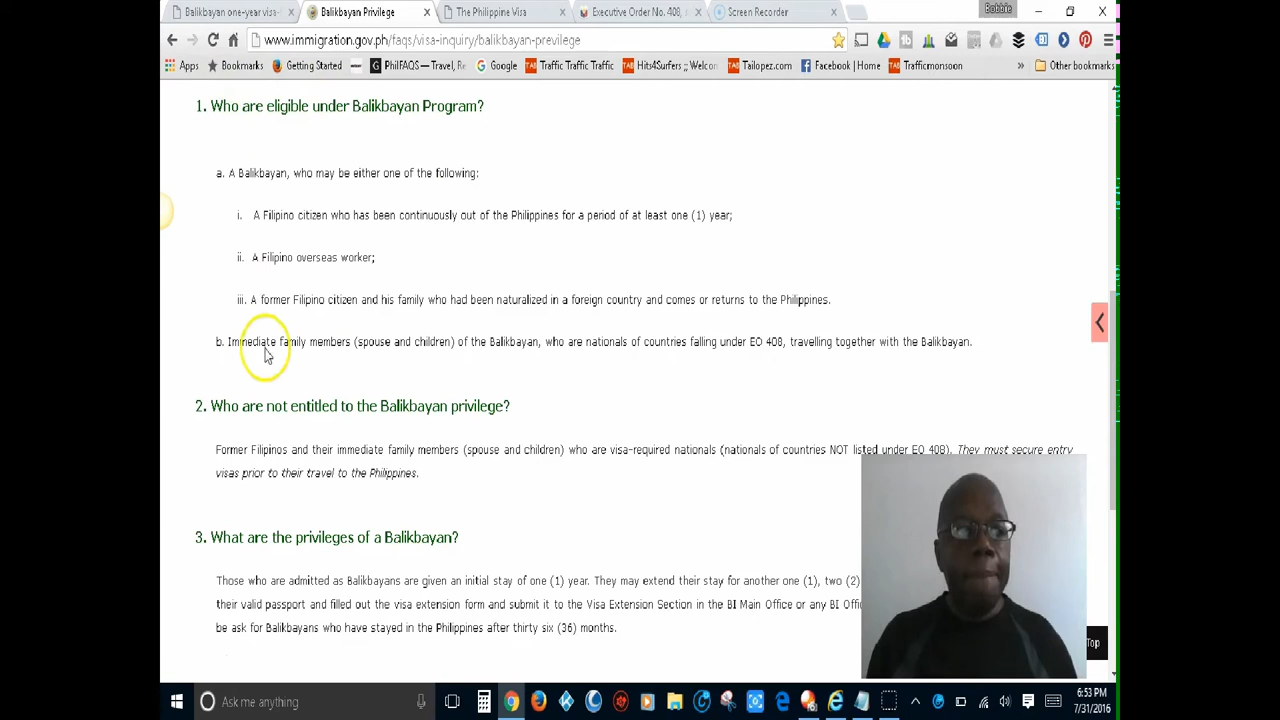 Balikbayan one-year visa-
Balikbayan Privilege
The Philippine Visa
Executive Order No. 408, s
Screen Recorder
Bobbie
www.immigration.gov.ph/faqs/visa-inquiry/balikbayan-previlege
Apps
Bookmarks
Getting Started
PhilFAQS — Travel, Re
Google
Traffic Traffic Traffic
Hits4Surfers ;; Welcon
Tailopez.com
Facebook | Home
Trafficmonsoon
Other bookmarks
1. Who are eligible under Balikbayan Program?
a. A Balikbayan, who may be either one of the following:
i. A Filipino citizen who has been continuously out of the Philippines for a period of at least one (1) year;
ii. A Filipino overseas worker;
iii. A former Filipino citizen and his family who had been naturalized in a foreign country and comes or returns to the Philippines.
b. Immediate family members (spouse and children) of the Balikbayan, who are nationals of countries falling under EO 408, travelling together with the Balikbayan.
2. Who are not entitled to the Balikbayan privilege?
Former Filipinos and their immediate family members (spouse and children) who are visa-required nationals (nationals of countries NOT listed under EO 408). They must secure entry
visas prior to their travel to the Philippines.
3. What are the privileges of a Balikbayan?
Those who are admitted as Balikbayans are given an initial stay of one (1) year. They may extend their stay for another one (1), two (2)
their valid passport and filled out the visa extension form and submit it to the Visa Extension Section in the BI Main Office or any BI Offi
be ask for Balikbayans who have stayed in the Philippines after thirty six (36) months.
Top
Ask me anything
6:53 PM
7/31/2016